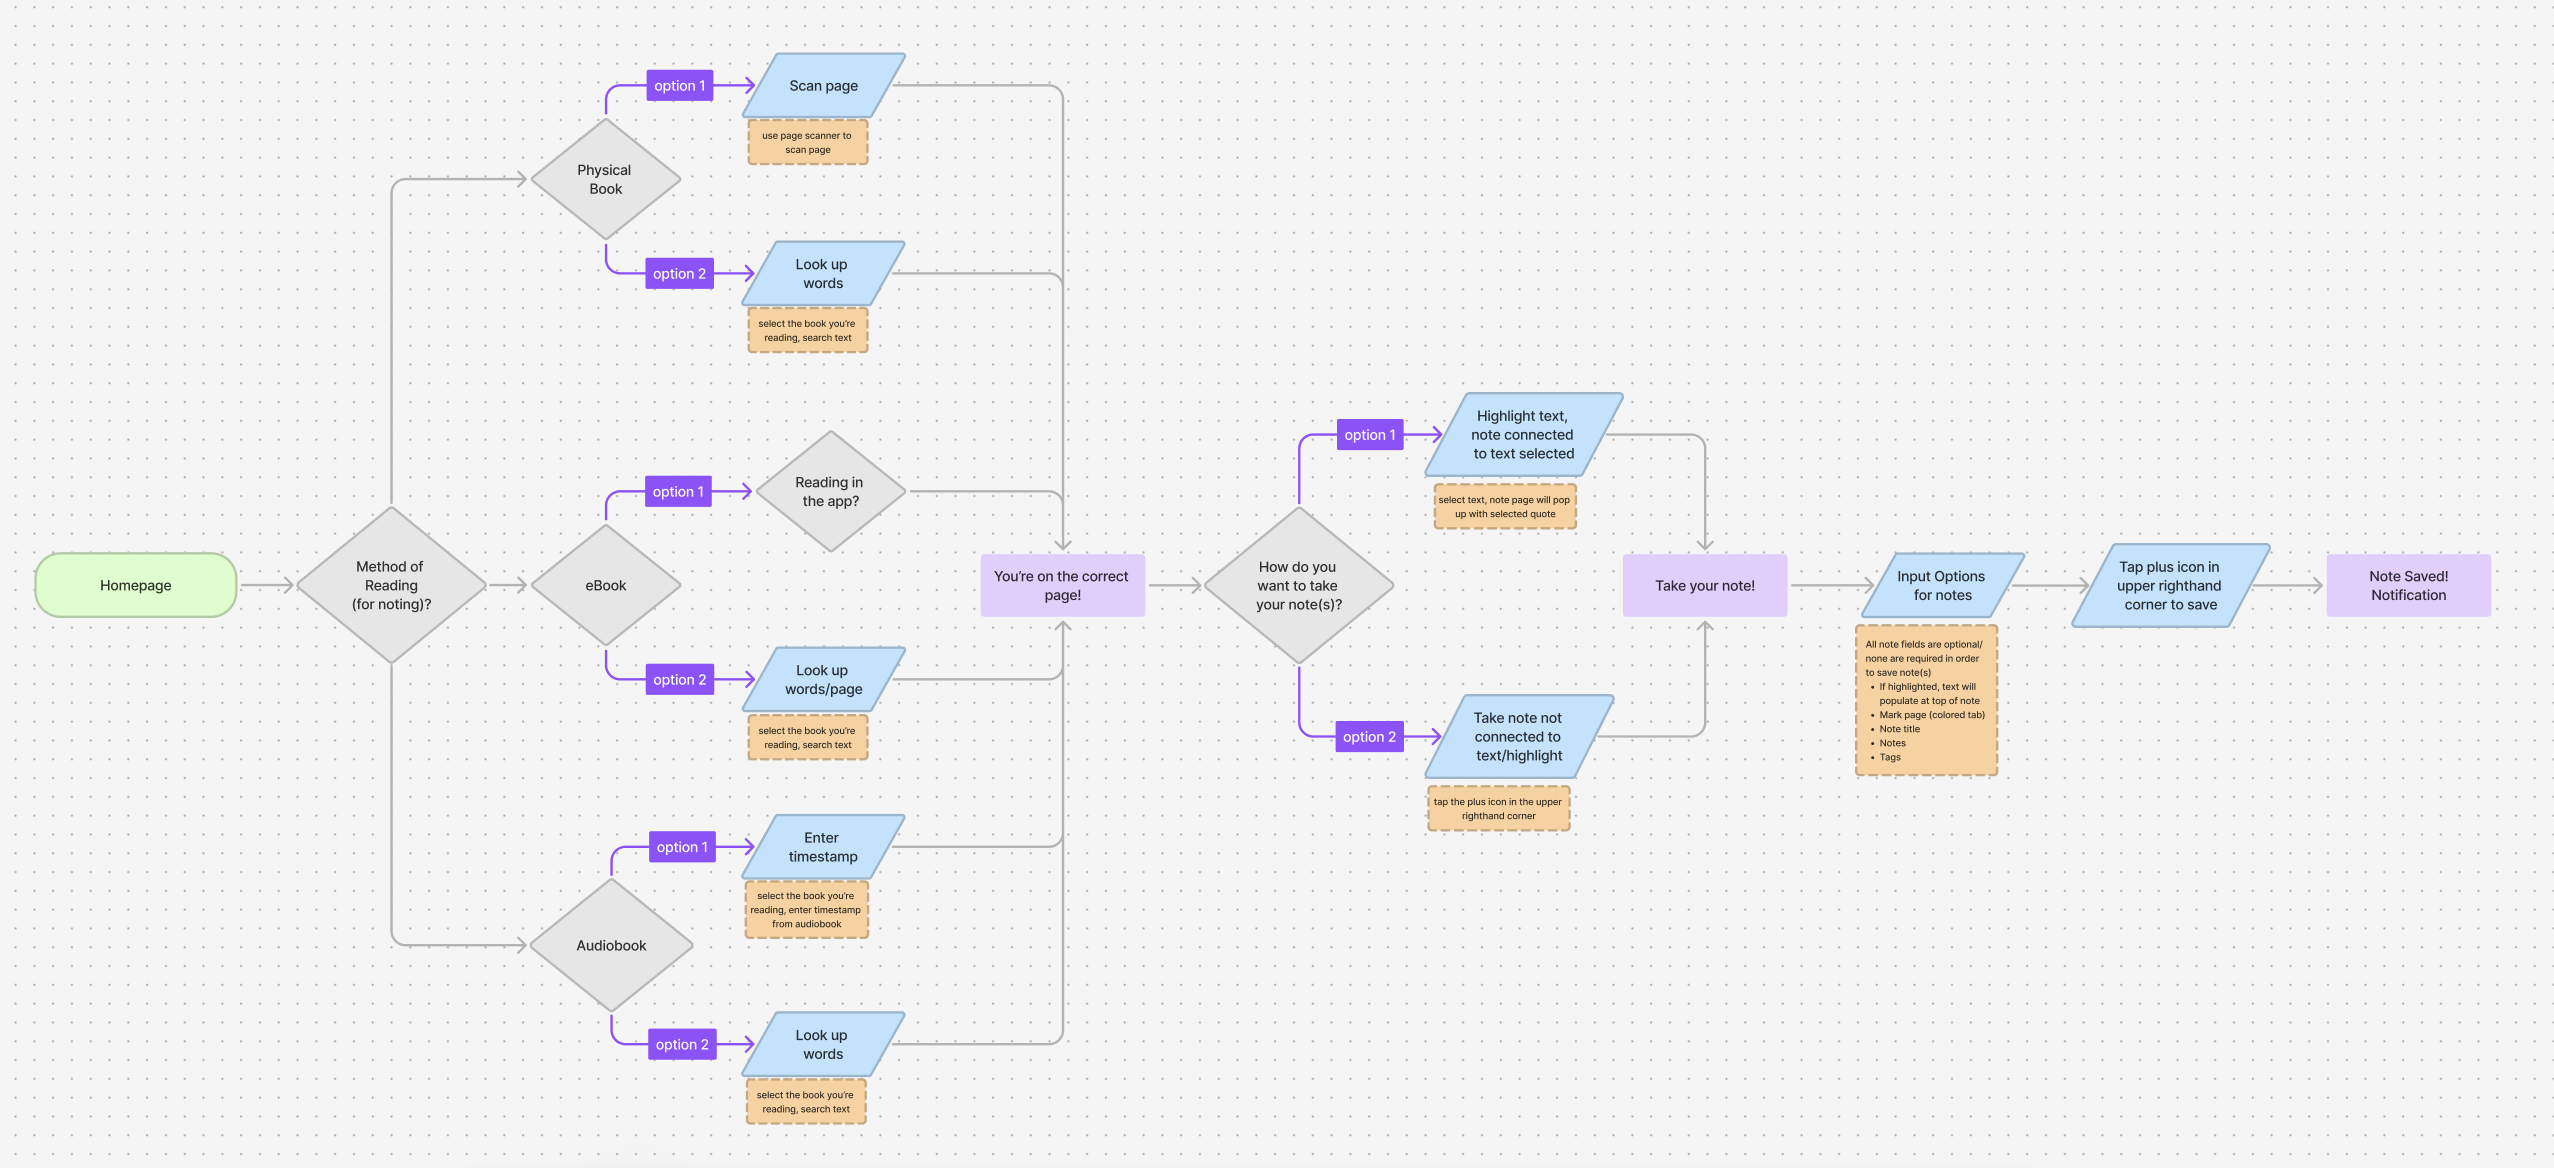 Homepage
Method of
Reading
(for noting)?
Physical
Book
option 1
Scan page
use page scanner to
scan page
option 2
Look up
words
select the book you're
reading, search text
eBook
option 1
Reading in
the app?
option 2
Look up
words/page
select the book you're
reading, search text
Audiobook
option 1
Enter
timestamp
select the book you're
reading, enter timestamp
from audiobook
option 2
Look up
words
select the book you're
reading, search text
You're on the correct
page!
How do you
want to take
your note(s)?
option 1
Highlight text,
note connected
to text selected
select text, note page will pop
up with selected quote
option 2
Take note not
connected to
text/highlight
tap the plus icon in the upper
righthand corner
Take your note!
Input Options
for notes
All note fields are optional/
none are required in order
to save note(s)
• If highlighted, text will
populate at top of note
• Mark page (colored tab)
• Note title
• Notes
• Tags
Tap plus icon in
upper righthand
corner to save
Note Saved!
Notification